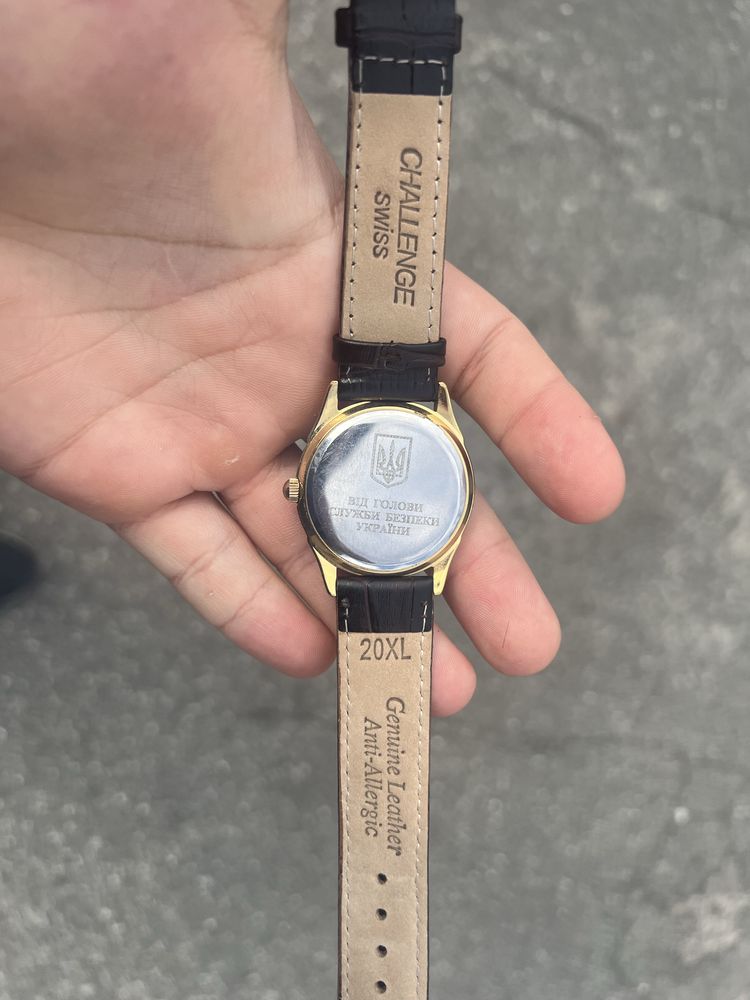 CHALLENGE
swiss
ВІД ГОЛОВИ
СЛУЖБИ БЕЗПЕКИ
УКРАЇНИ
20XL
Genuine Leather
Anti-Allergic